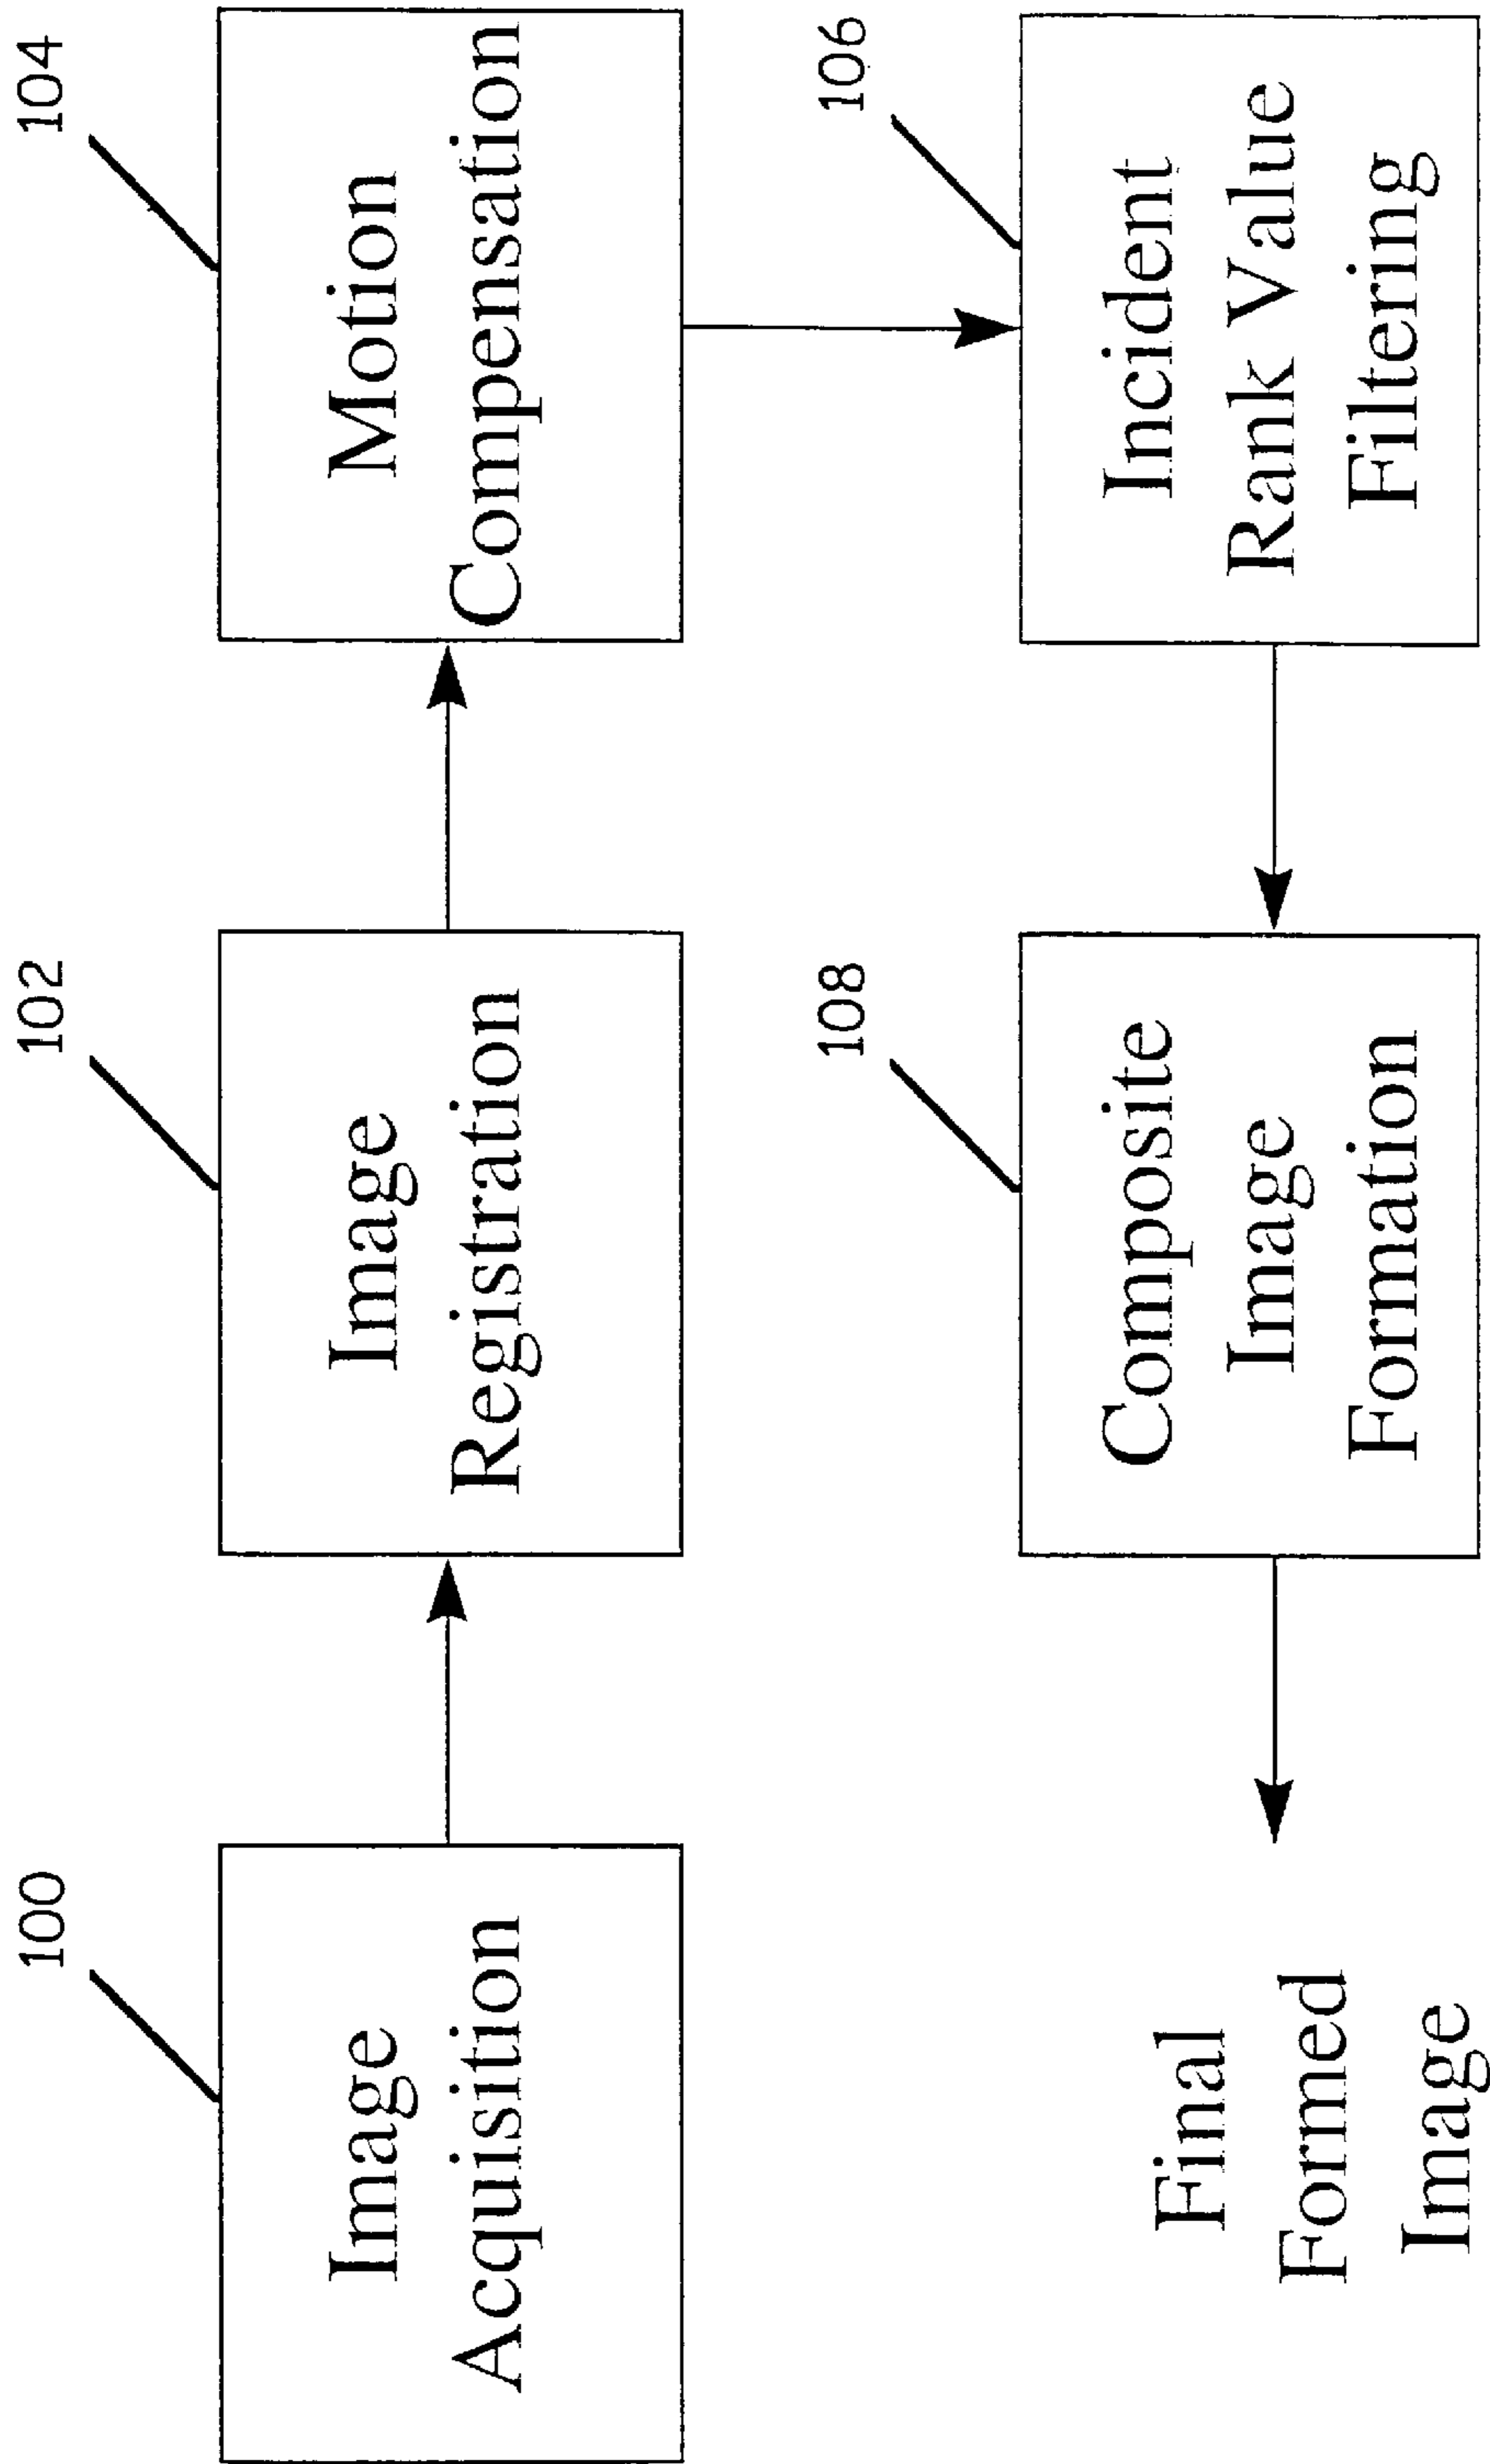 100
Image
Acquisition
102
Image
Registration
104
Motion
Compensation
106
Incident
Rank Value
Filtering
108
Composite
Image
Formation
Final
Formed
Image